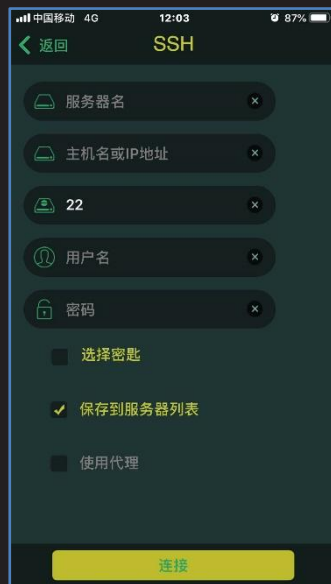 中国移动 4G 12:03 87%
返回 SSH
服务器名
主机名或IP地址
22
用户名
密码
选择密匙
保存到服务器列表
使用代理
连接